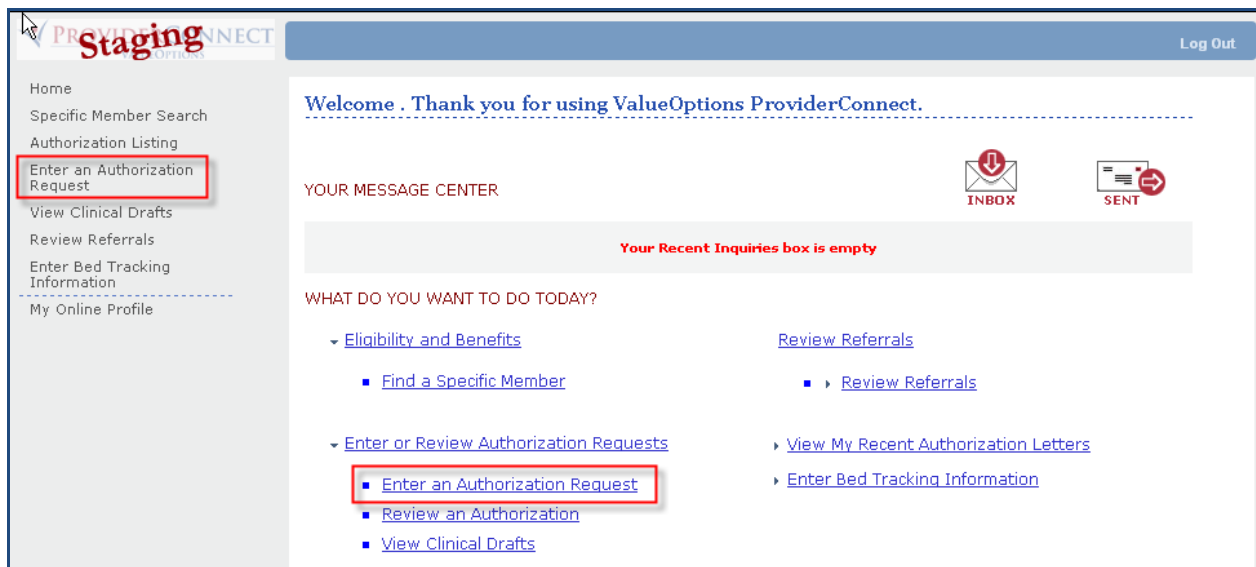 PROVIDERCONNECT
Staging
VALUEOPTIONS
Log Out
Home
Specific Member Search
Authorization Listing
Enter an Authorization
Request
View Clinical Drafts
Review Referrals
Enter Bed Tracking
Information
My Online Profile
Welcome . Thank you for using ValueOptions ProviderConnect.
YOUR MESSAGE CENTER
INBOX
SENT
Your Recent Inquiries box is empty
WHAT DO YOU WANT TO DO TODAY?
Eligibility and Benefits
Review Referrals
Find a Specific Member
Review Referrals
Enter or Review Authorization Requests
View My Recent Authorization Letters
Enter an Authorization Request
Enter Bed Tracking Information
Review an Authorization
View Clinical Drafts